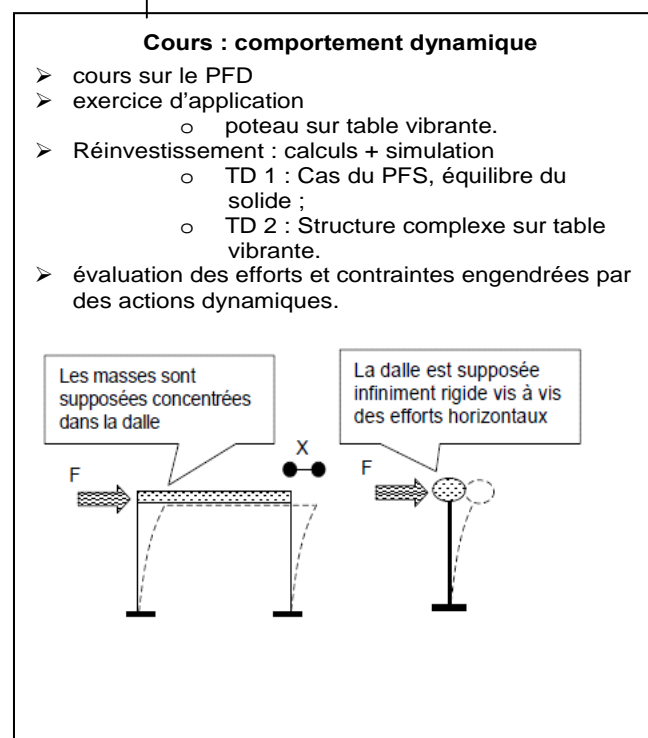 Cours : comportement dynamique
➢ cours sur le PFD
➢ exercice d'application
o poteau sur table vibrante.
➢ Réinvestissement : calculs + simulation
o TD 1 : Cas du PFS, équilibre du
solide ;
o TD 2 : Structure complexe sur table
vibrante.
➢ évaluation des efforts et contraintes engendrées par
des actions dynamiques.
Les masses sont
supposées concentrées
dans la dalle
La dalle est supposée
infiniment rigide vis à vis
des efforts horizontaux
X
F
F